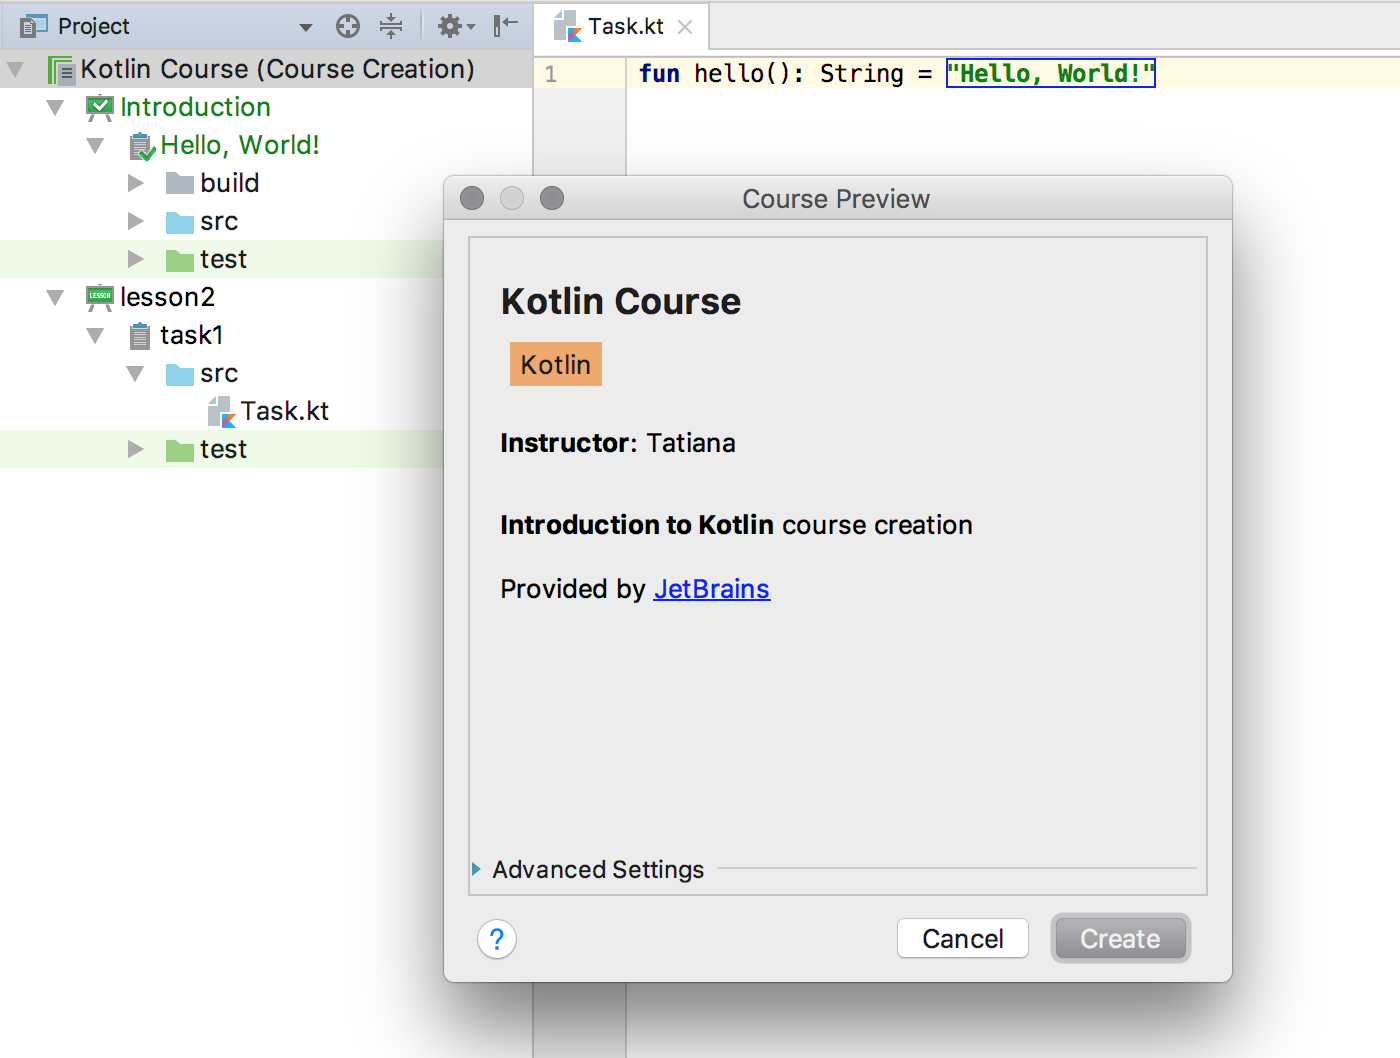 Project
Task.kt
Kotlin Course (Course Creation)
1
fun hello(): String = "Hello, World!"
Introduction
Hello, World!
build
src
test
LESSON
lesson2
task1
src
Task.kt
test
Course Preview
Kotlin Course
Kotlin
Instructor: Tatiana
Introduction to Kotlin course creation
Provided by JetBrains
Advanced Settings
?
Cancel
Create